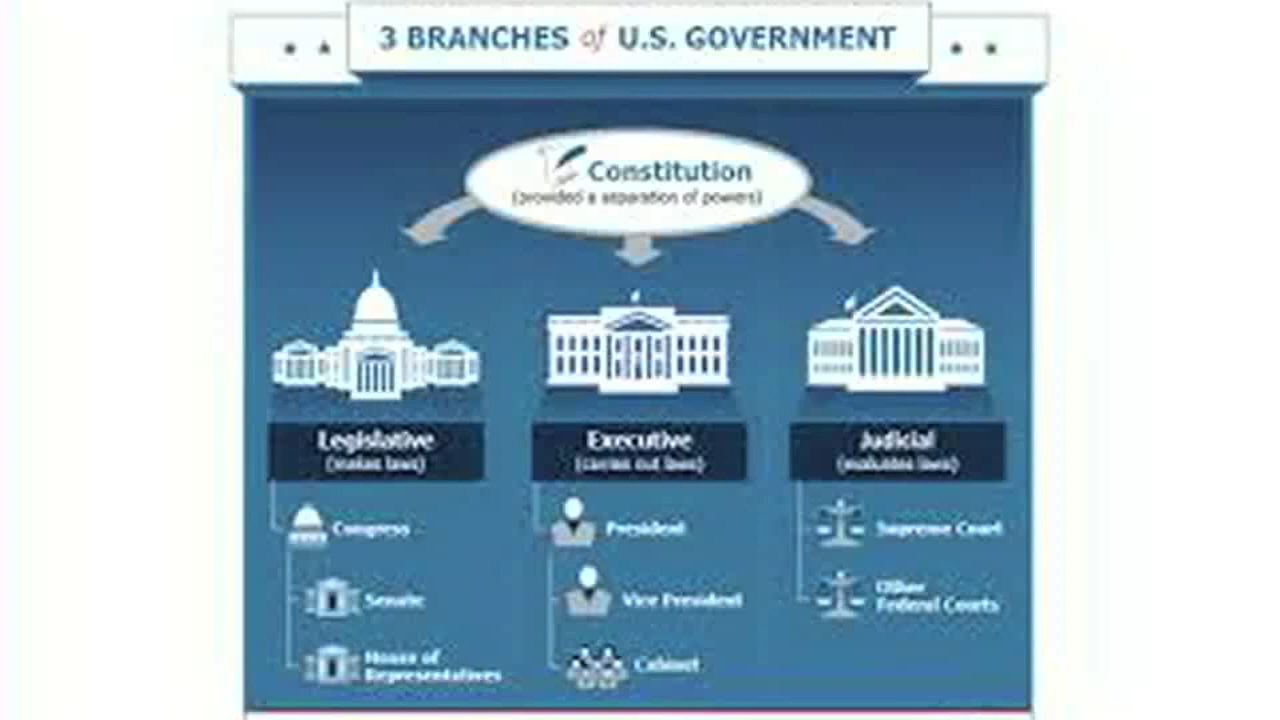 3 BRANCHES of U.S. GOVERNMENT
Constitution
(provided a separation of powers)
Legislative
(makes laws)
Executive
(carries out laws)
Judicial
(evaluates laws)
Congress
Senate
House of
Representatives
President
Vice President
Cabinet
Supreme Court
Other
Federal Courts